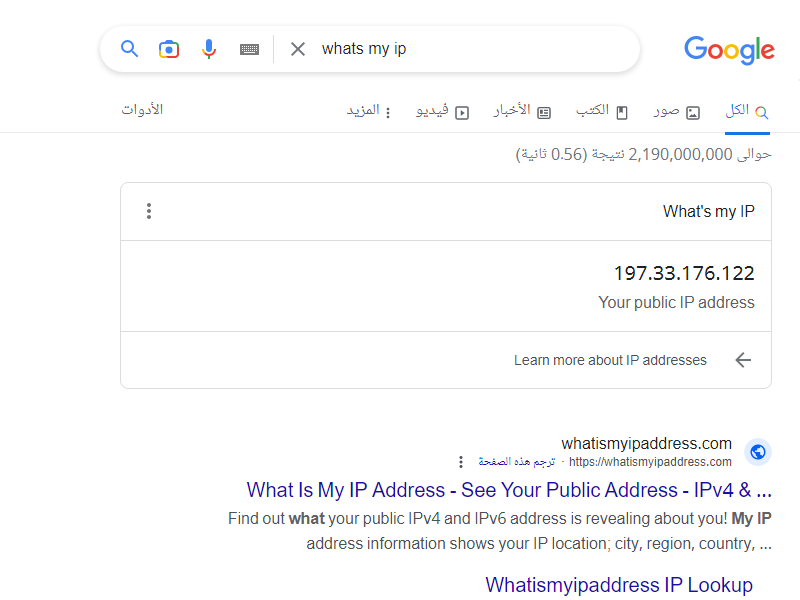 whats my ip
Google
الكل صور الكتب الأخبار فيديو المزيد الأدوات
حوالى 2,190,000,000 نتيجة (0.56 ثانية)
What's my IP
197.33.176.122
Your public IP address
Learn more about IP addresses
whatismyipaddress.com
https://whatismyipaddress.com · ترجم هذه الصفحة
What Is My IP Address - See Your Public Address - IPv4 & ...
Find out what your public IPv4 and IPv6 address is revealing about you! My IP
address information shows your IP location; city, region, country, ...
Whatismyipaddress IP Lookup